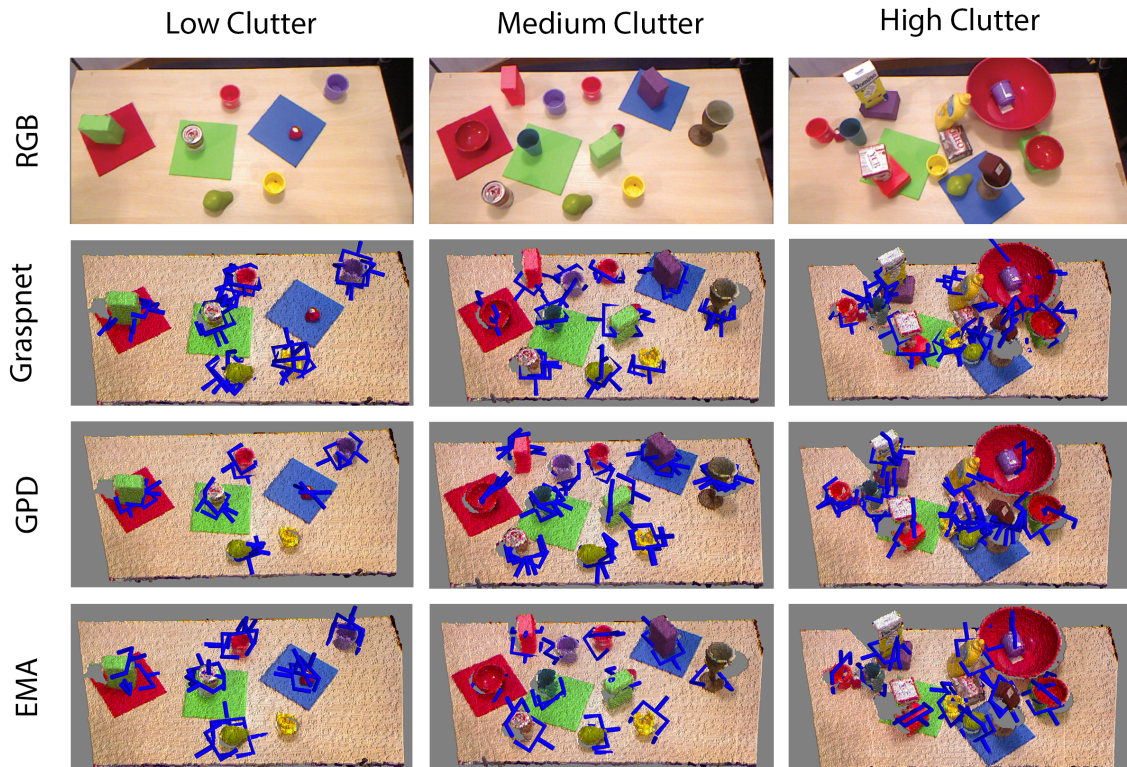 Low Clutter
Medium Clutter
High Clutter
RGB
Graspnet
GPD
EMA